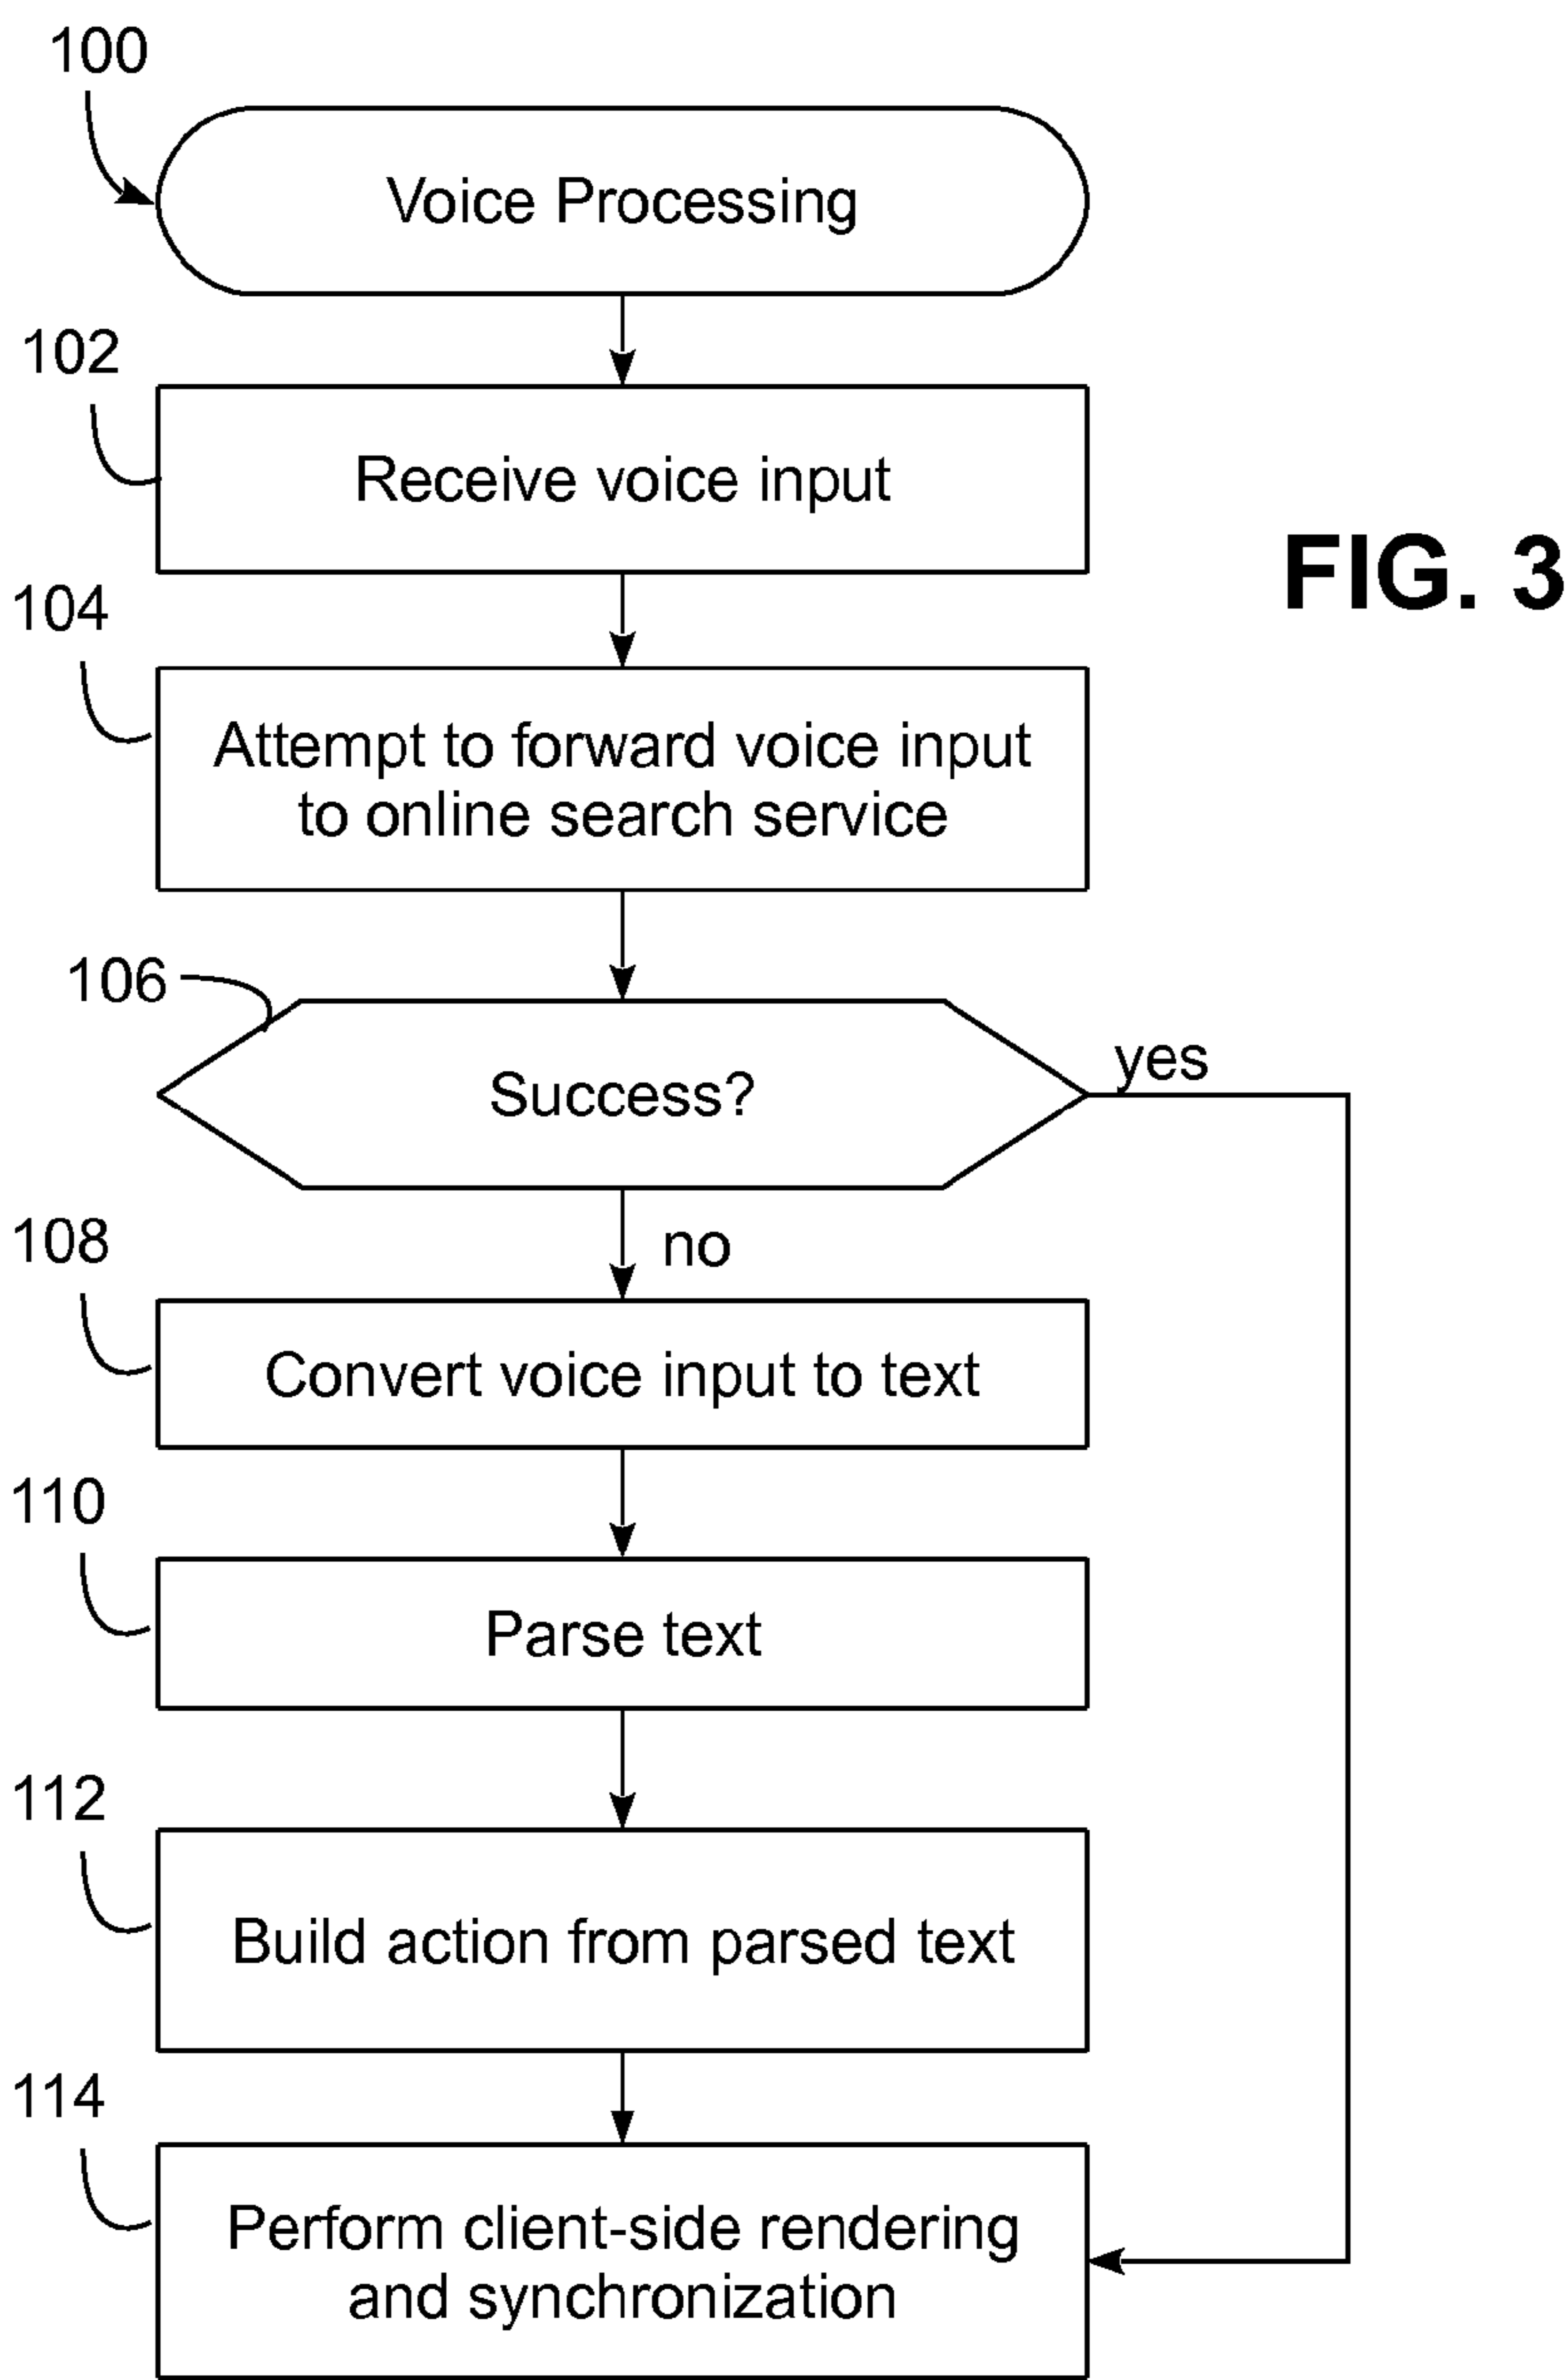 100
Voice Processing
102
Receive voice input
FIG. 3
104
Attempt to forward voice input
to online search service
106
Success?
yes
no
108
Convert voice input to text
110
Parse text
112
Build action from parsed text
114
Perform client-side rendering
and synchronization